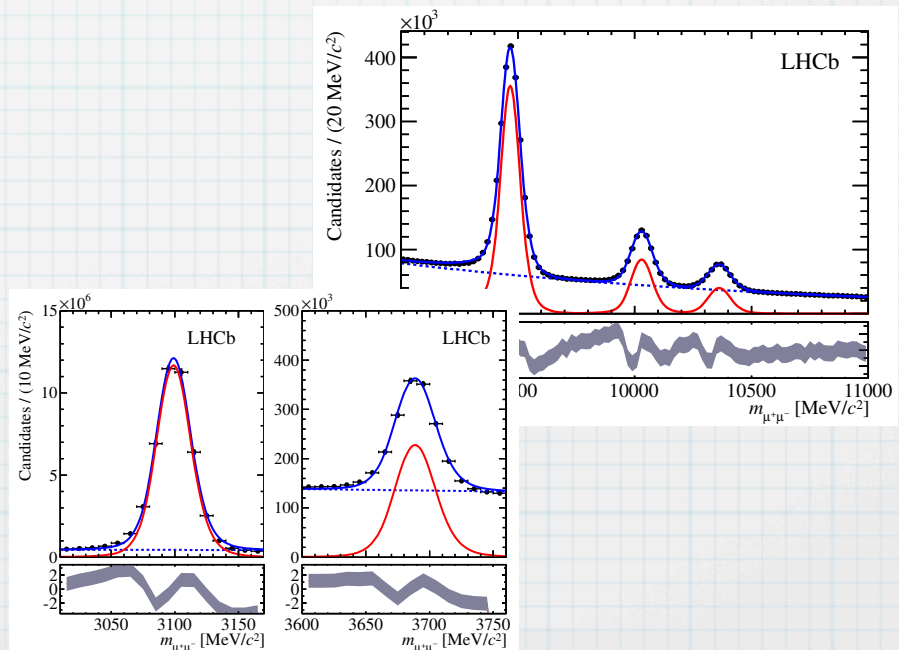 ×10³
400
300
200
100
Candidates / (20 MeV/c²)
LHCb
00 10000 10500 11000
m_μ⁺μ⁻ [MeV/c²]
15 ×10⁶
10
5
0
Candidates / (10 MeV/c²)
LHCb
2
0
-2
3050 3100 3150
m_μ⁺μ⁻ [MeV/c²]
500 ×10³
400
300
200
100
0
LHCb
2
0
-2
3600 3650 3700 3750
m_μ⁺μ⁻ [MeV/c²]